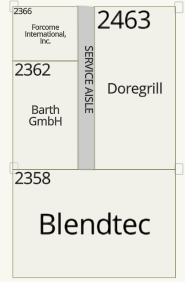 2366
Forcome
International,
Inc.
2463
Doregrill
2362
Barth
GmbH
SERVICE AISLE
2358
Blendtec